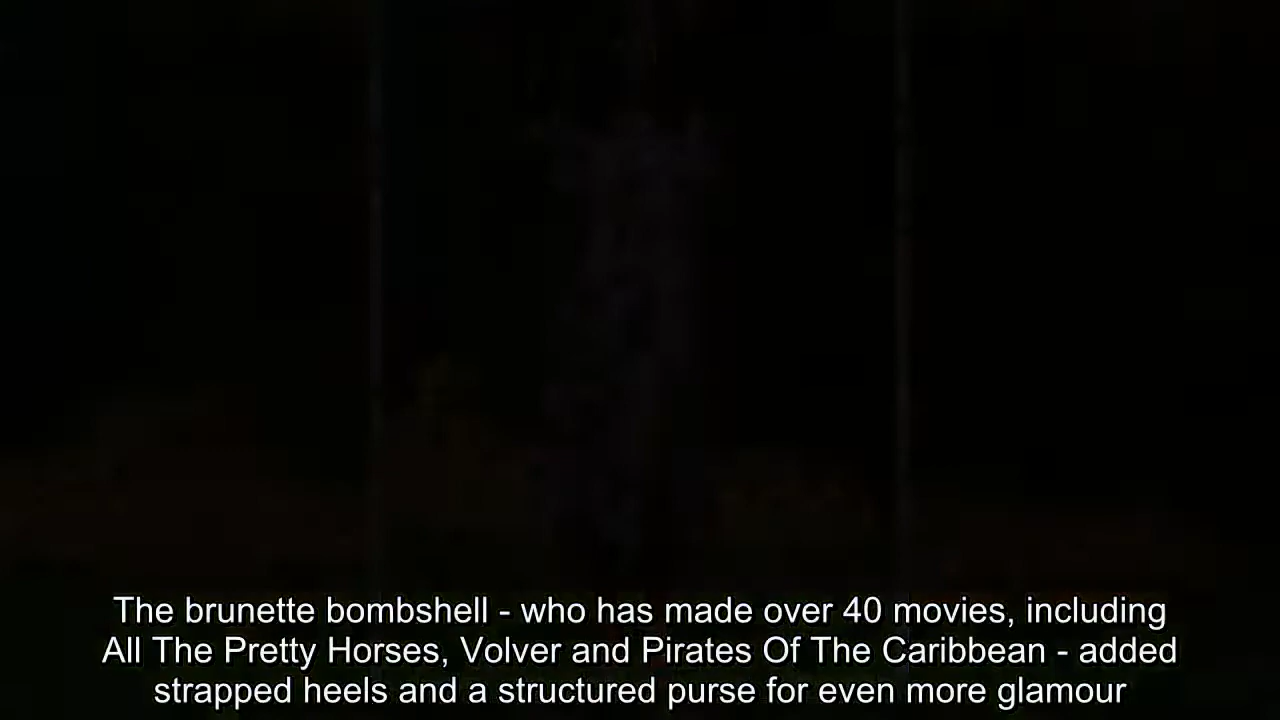 The brunette bombshell - who has made over 40 movies, including
All The Pretty Horses, Volver and Pirates Of The Caribbean - added
strapped heels and a structured purse for even more glamour